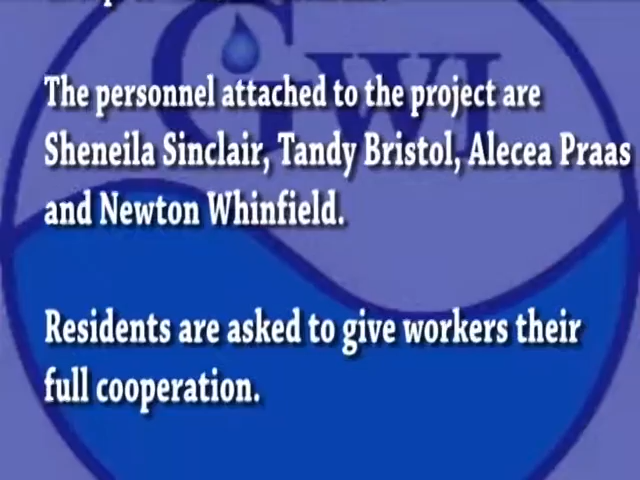 GWI
The personnel attached to the project are
Sheneila Sinclair, Tandy Bristol, Alecea Praas
and Newton Whinfield.
Residents are asked to give workers their
full cooperation.